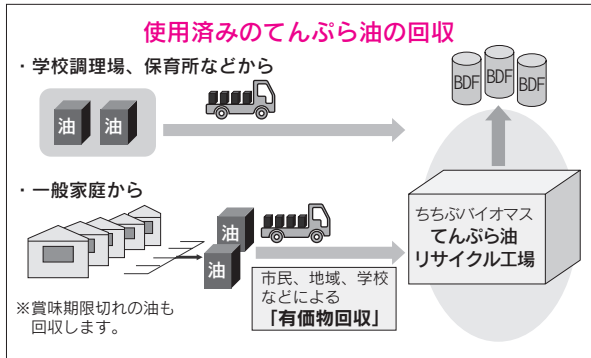 使用済みのてんぷら油の回収
・学校調理場、保育所などから
油 油
BDF BDF BDF
・一般家庭から
油
油
ちちぶバイオマス
てんぷら油
リサイクル工場
市民、地域、学校
などによる
「有価物回収」
※賞味期限切れの油も
回収します。